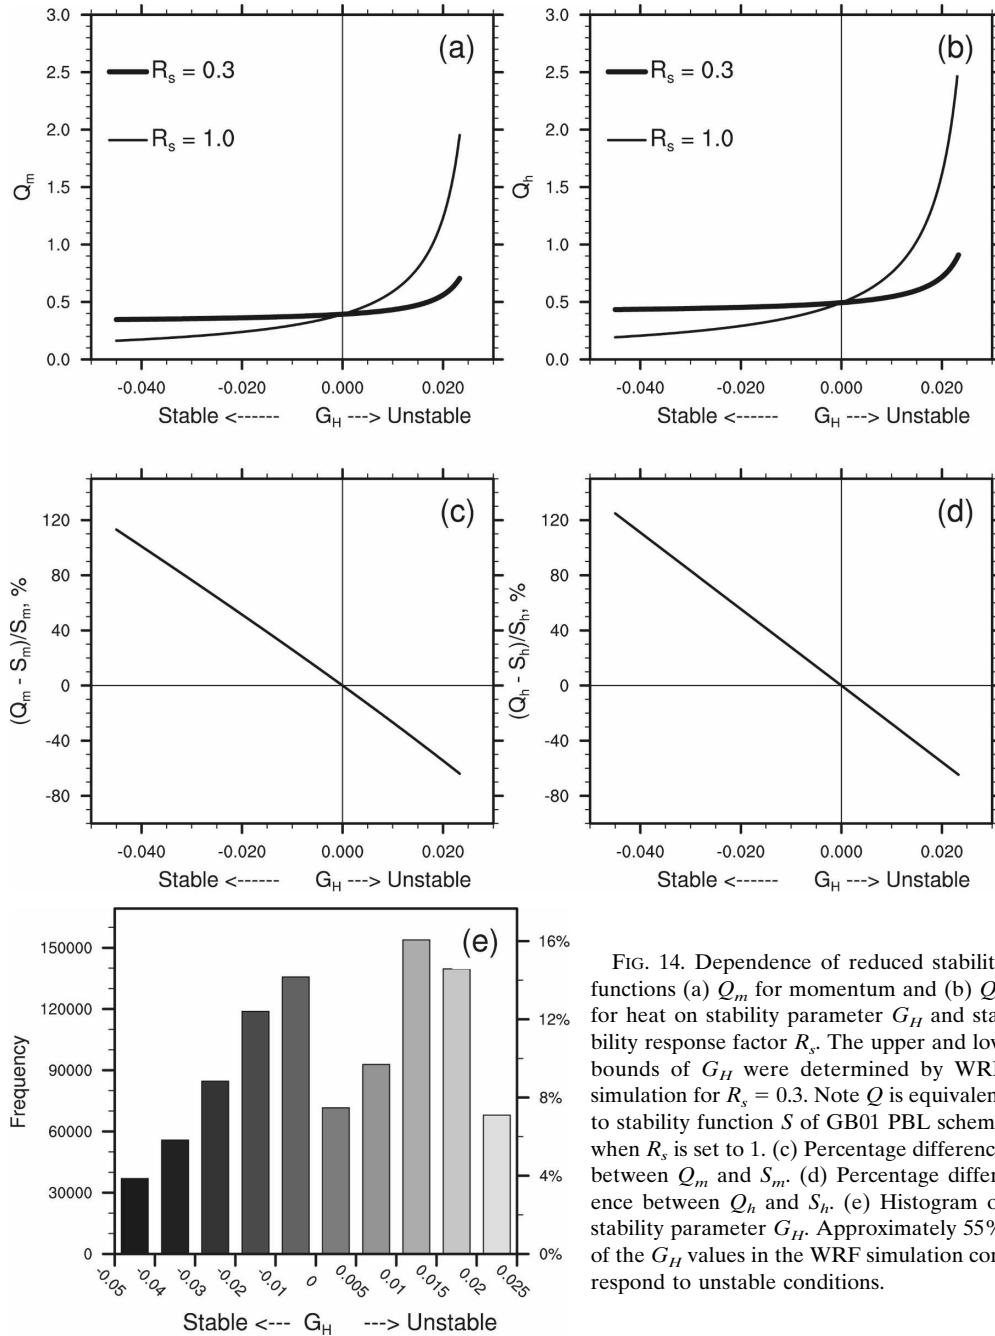 3.0
2.5
2.0
1.5
1.0
0.5
0.0
Q_m
(a)
R_s = 0.3
R_s = 1.0
-0.040 -0.020 0.000 0.020
Stable <------ G_H ---> Unstable
3.0
2.5
2.0
1.5
1.0
0.5
0.0
Q_h
(b)
R_s = 0.3
R_s = 1.0
-0.040 -0.020 0.000 0.020
Stable <------ G_H ---> Unstable
120
80
40
0
-40
-80
(Q_m - S_m)/S_m, %
(c)
-0.040 -0.020 0.000 0.020
Stable <------ G_H ---> Unstable
120
80
40
0
-40
-80
(Q_h - S_h)/S_h, %
(d)
-0.040 -0.020 0.000 0.020
Stable <------ G_H ---> Unstable
150000
120000
90000
60000
30000
0
Frequency
(e)
16%
12%
8%
4%
0%
-0.05 -0.04 -0.03 -0.02 -0.01 0 0.005 0.01 0.015 0.02 0.025
Stable <--- G_H ---> Unstable
FIG. 14. Dependence of reduced stabilit
functions (a) Q_m for momentum and (b) Q
for heat on stability parameter G_H and sta
bility response factor R_s. The upper and low
bounds of G_H were determined by WRF
simulation for R_s = 0.3. Note Q is equivalen
to stability function S of GB01 PBL schem
when R_s is set to 1. (c) Percentage differenc
between Q_m and S_m. (d) Percentage differ
ence between Q_h and S_h. (e) Histogram o
stability parameter G_H. Approximately 55%
of the G_H values in the WRF simulation cor
respond to unstable conditions.